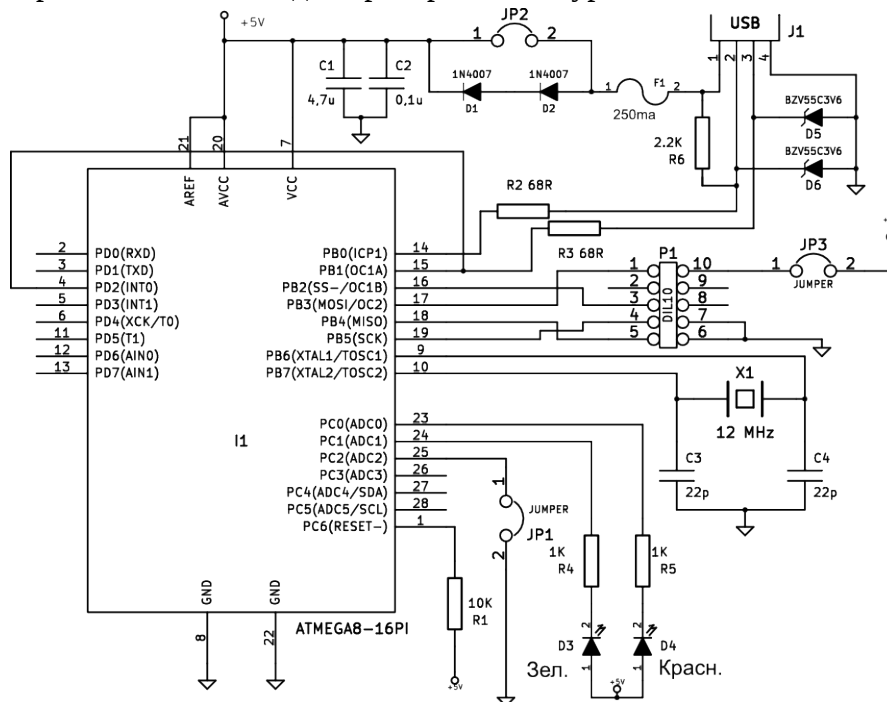 +5V
JP2
1 2
USB
J1
1 2 3 4
C1
C2
4,7u
0,1u
1N4007
1N4007
D1
D2
1 F1 2
250ma
BZV55C3V6
D5
2.2K
R6
BZV55C3V6
D6
21
20
7
AREF
AVCC
VCC
R2 68R
R3 68R
2 PD0(RXD)
3 PD1(TXD)
4 PD2(INT0)
5 PD3(INT1)
6 PD4(XCK/T0)
11 PD5(T1)
12 PD6(AIN0)
13 PD7(AIN1)
PB0(ICP1) 14
PB1(OC1A) 15
PB2(SS-/OC1B) 16
PB3(MOSI/OC2) 17
PB4(MISO) 18
PB5(SCK) 19
PB6(XTAL1/TOSC1) 9
PB7(XTAL2/TOSC2) 10
P1
1 10
2 9
3 8
4 7
5 6
DIL10
JP3
1 2
JUMPER
X1
12 MHz
C3
22p
C4
22p
I1
PC0(ADC0) 23
PC1(ADC1) 24
PC2(ADC2) 25
PC3(ADC3) 26
PC4(ADC4/SDA) 27
PC5(ADC5/SCL) 28
PC6(RESET-) 1
1
JUMPER
JP1
2
1K
R4
1K
R5
10K
R1
GND
GND
8
22
ATMEGA8-16PI
2
D3
1
2
D4
1
Зел.
Красн.
+5V
+5V